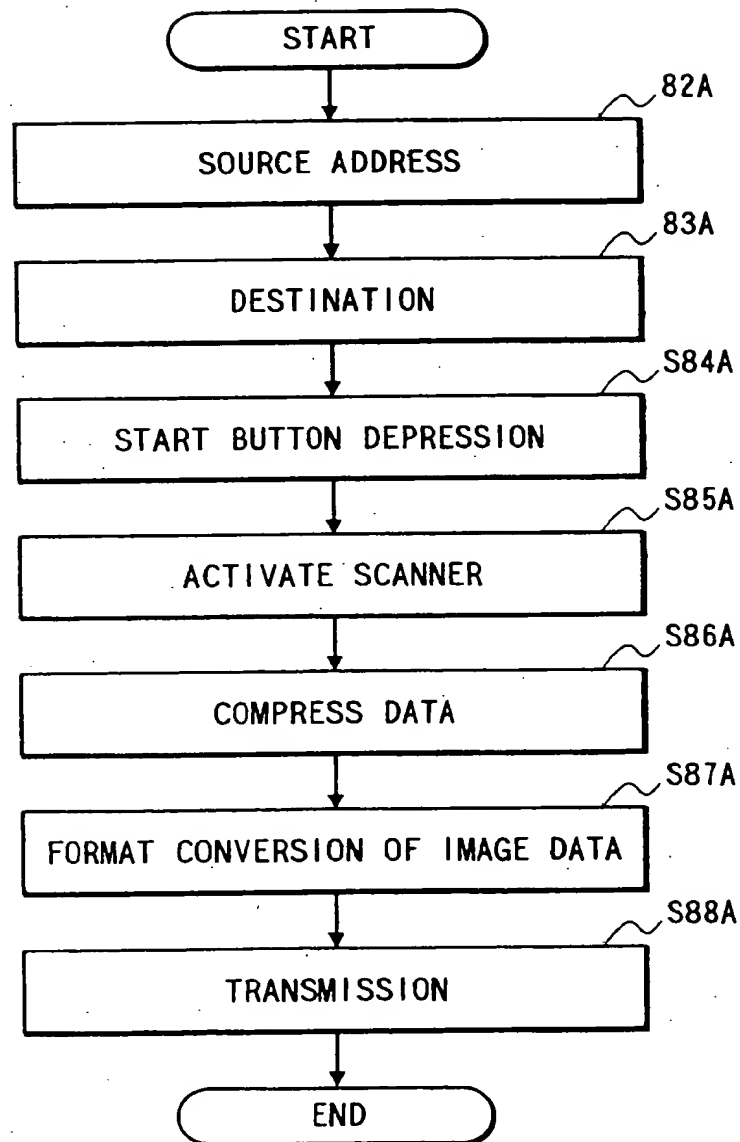 START
82A
SOURCE ADDRESS
83A
DESTINATION
S84A
START BUTTON DEPRESSION
S85A
ACTIVATE SCANNER
S86A
COMPRESS DATA
S87A
FORMAT CONVERSION OF IMAGE DATA
S88A
TRANSMISSION
END